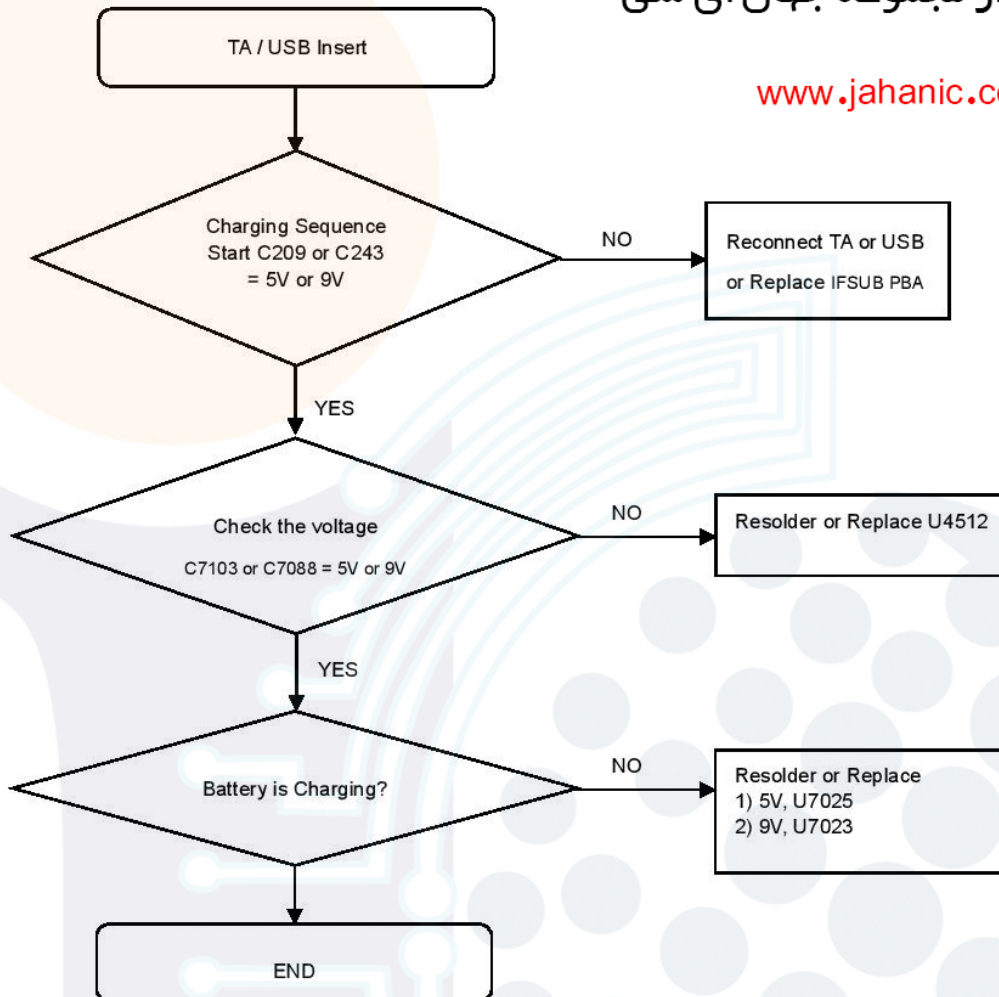 www.jahanic.co
TA / USB Insert
Charging Sequence
Start C209 or C243
= 5V or 9V
NO
Reconnect TA or USB
or Replace IFSUB PBA
YES
Check the voltage
C7103 or C7088 = 5V or 9V
NO
Resolder or Replace U4512
YES
Battery is Charging?
NO
Resolder or Replace
1) 5V, U7025
2) 9V, U7023
END